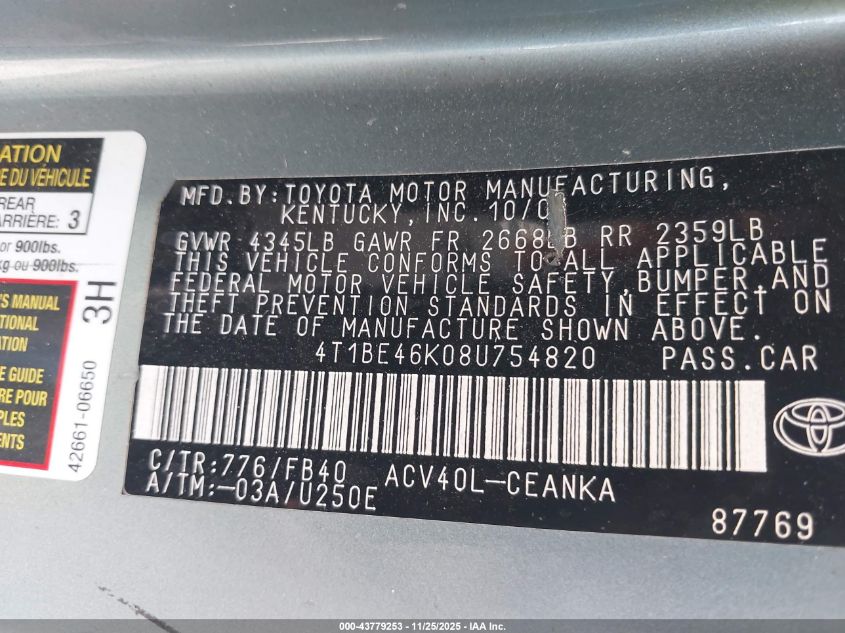 ATION
E DU VÉHICULE
REAR
ARRIÈRE: 3
or 900lbs.
kg ou 900lbs.
'S MANUAL
TIONAL
ATION
E GUIDE
RE POUR
PLES
ENTS
42661-06650 3H
MFD.BY:TOYOTA MOTOR MANUFACTURING,
KENTUCKY, INC. 10/0
GVWR 4345LB GAWR FR 2668LB RR 2359LB
THIS VEHICLE CONFORMS TO ALL APPLICABLE
FEDERAL MOTOR VEHICLE SAFETY,BUMPER,AND
THEFT PREVENTION STANDARDS IN EFFECT ON
THE DATE OF MANUFACTURE SHOWN ABOVE.
4T1BE46K08U754820 PASS.CAR
C/TR:776/FB40 ACV40L-CEANKA
A/TM:-03A/U250E
87769
000-43779253 - 11/25/2025 - IAA Inc.